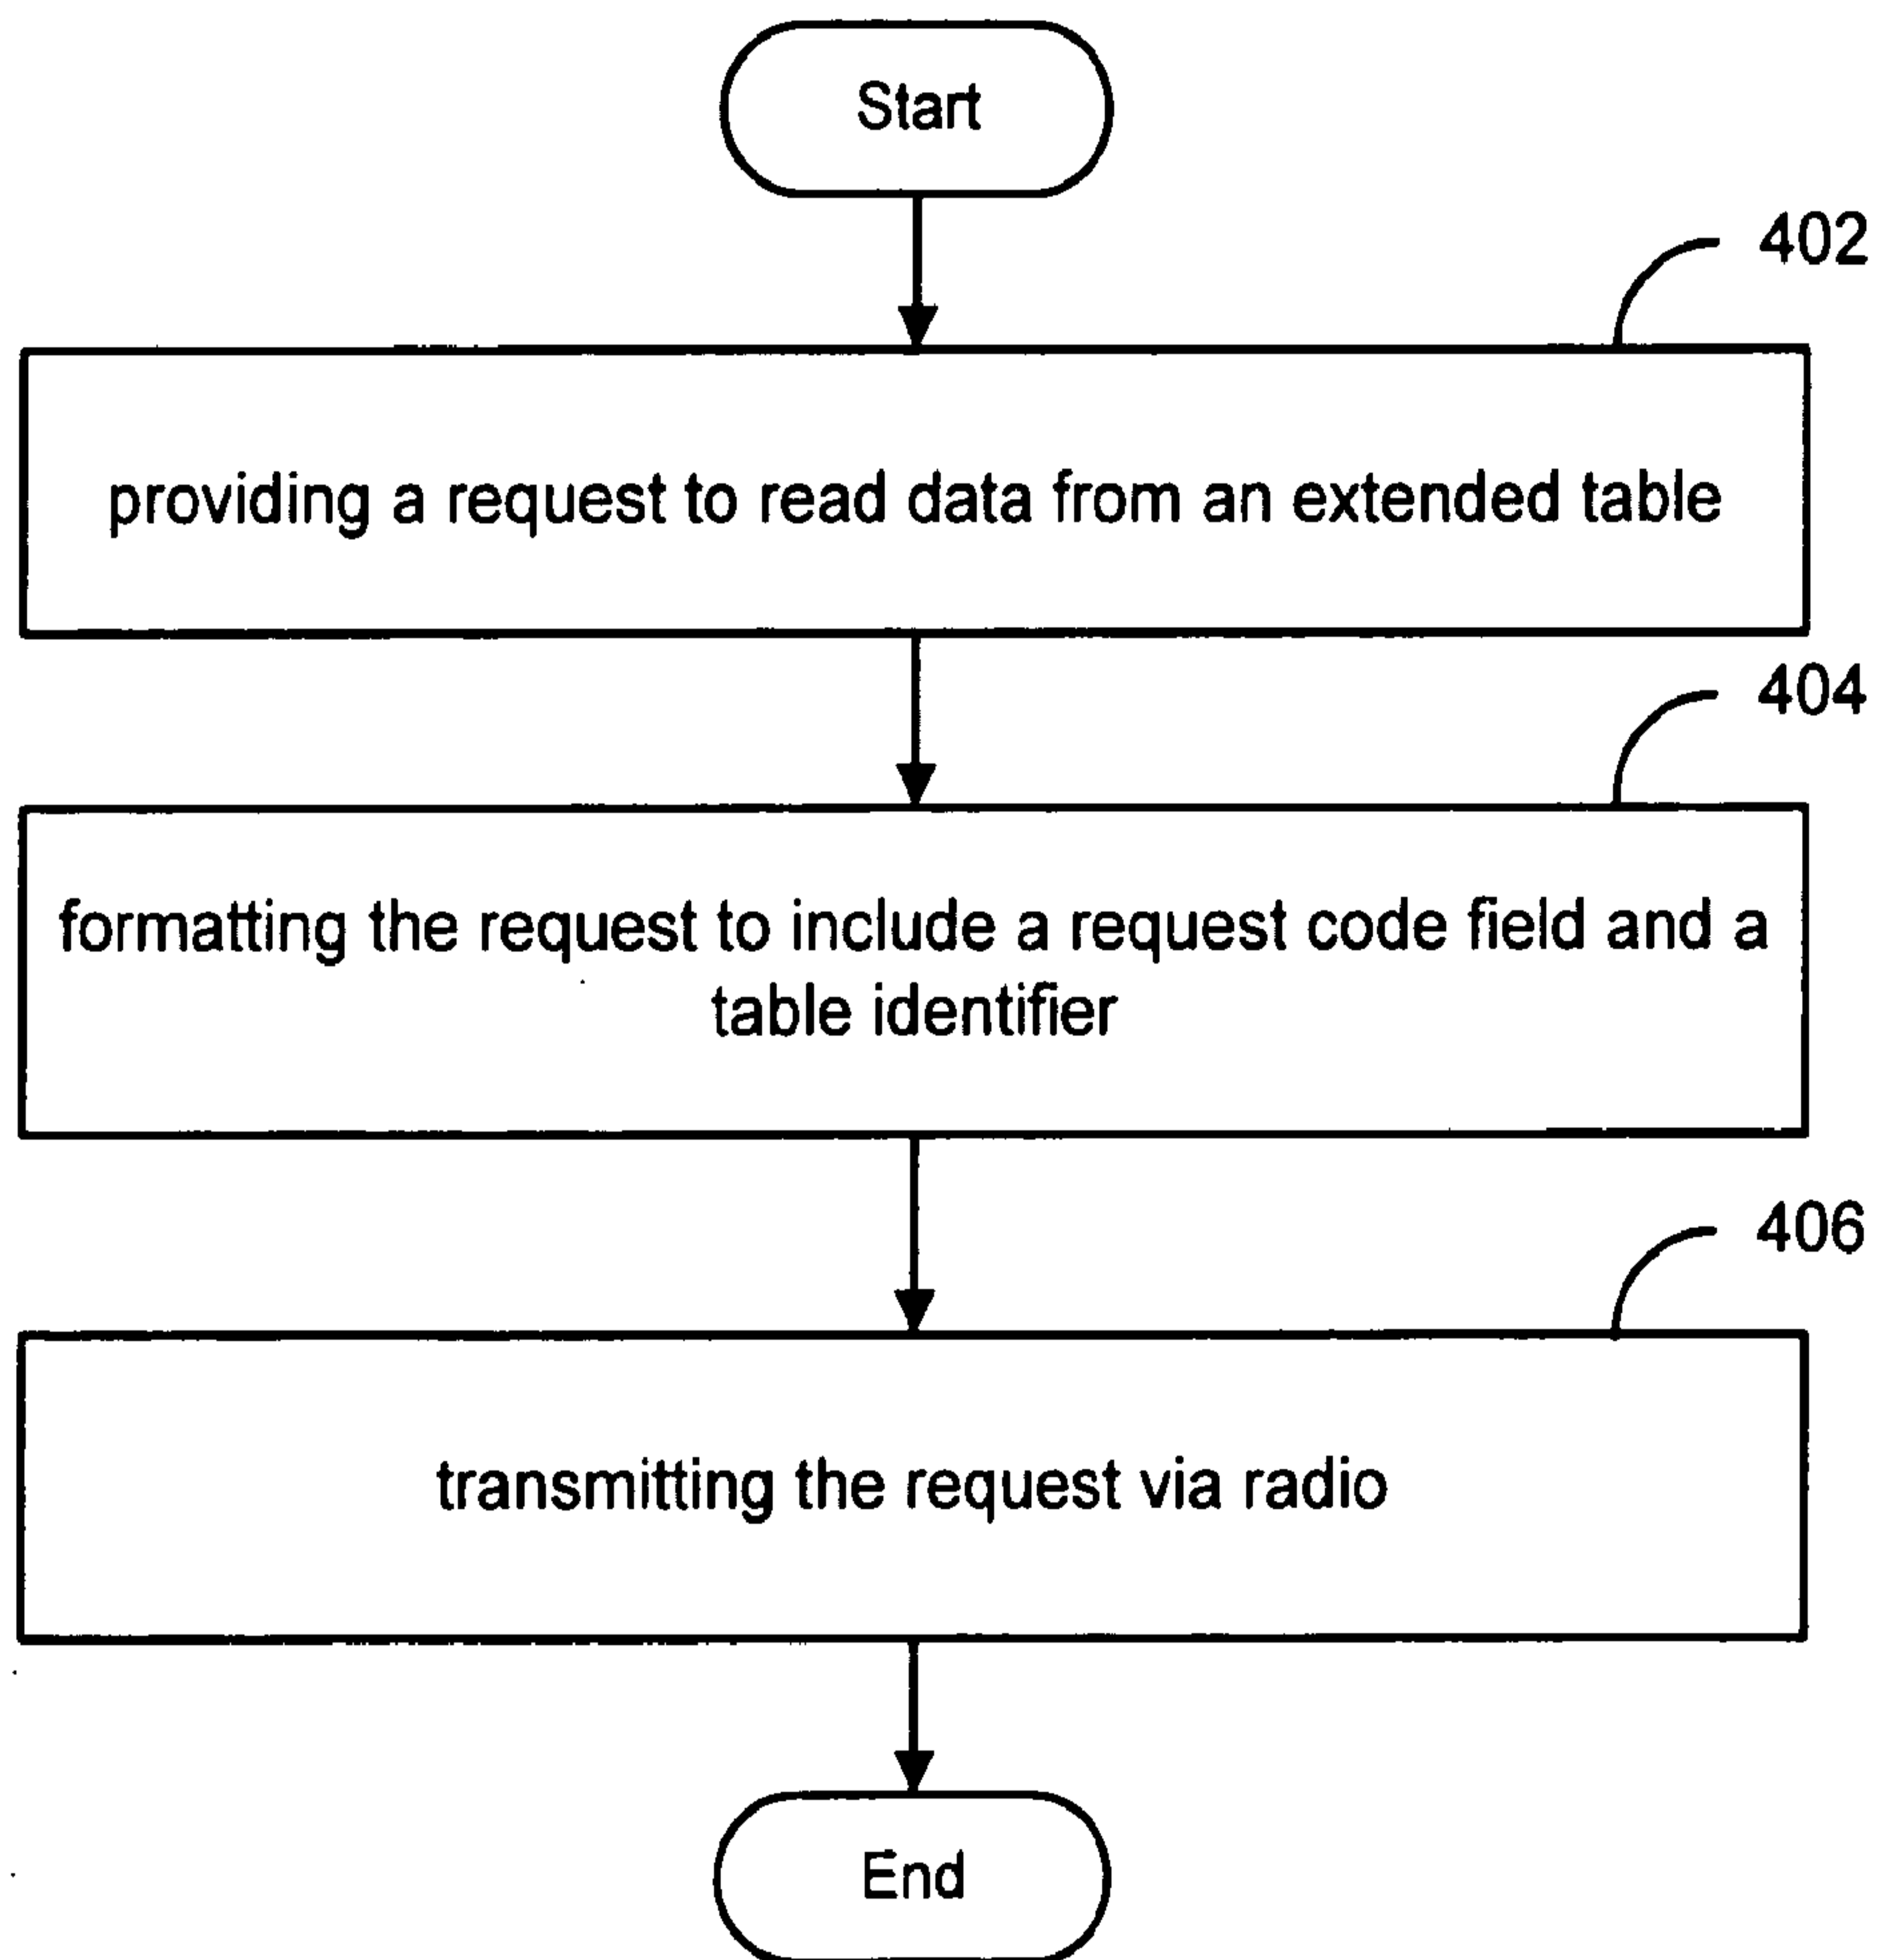 Start
402
providing a request to read data from an extended table
404
formatting the request to include a request code field and a
table identifier
406
transmitting the request via radio
End